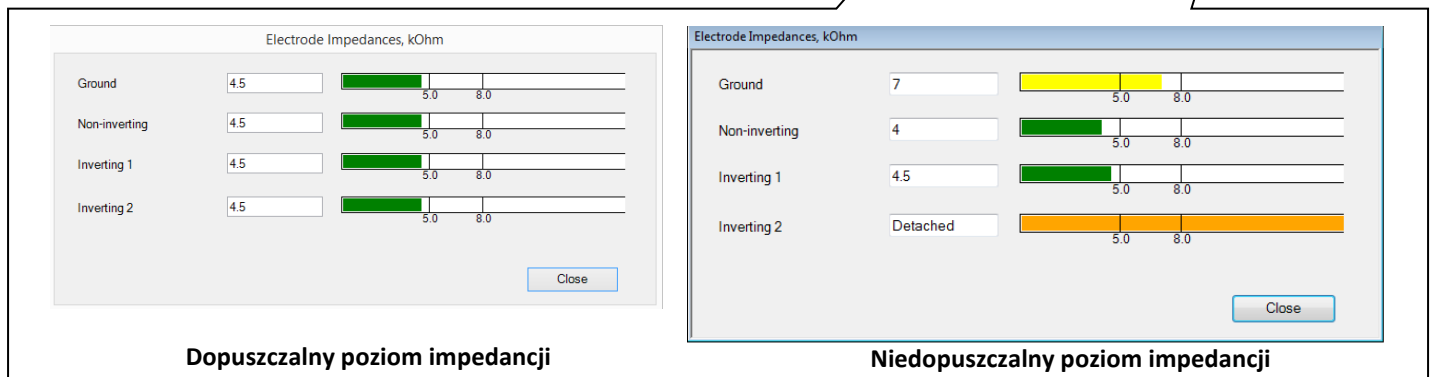 Electrode Impedances, kOhm
Ground 4.5 5.0 8.0
Non-inverting 4.5 5.0 8.0
Inverting 1 4.5 5.0 8.0
Inverting 2 4.5 5.0 8.0
Close
Dopuszczalny poziom impedancji
Electrode Impedances, kOhm
Ground 7 5.0 8.0
Non-inverting 4 5.0 8.0
Inverting 1 4.5 5.0 8.0
Inverting 2 Detached 5.0 8.0
Close
Niedopuszczalny poziom impedancji